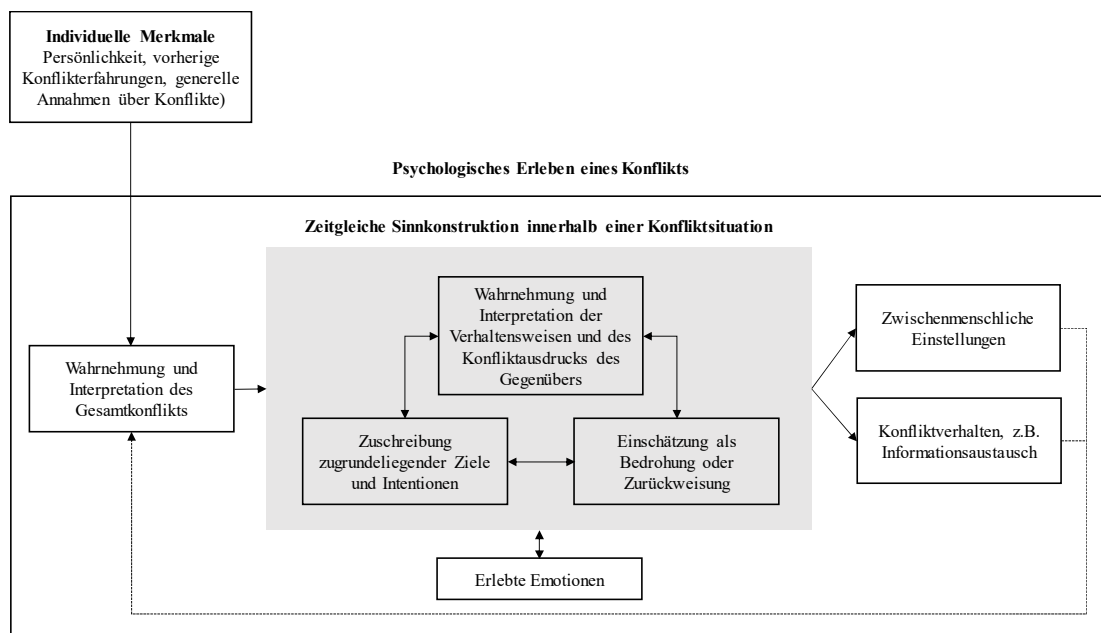 Individuelle Merkmale
Persönlichkeit, vorherige
Konflikterfahrungen, generelle
Annahmen über Konflikte)
Psychologisches Erleben eines Konflikts
Zeitgleiche Sinnkonstruktion innerhalb einer Konfliktsituation
Wahrnehmung und
Interpretation der
Verhaltensweisen und des
Konfliktausdrucks des
Gegenübers
Zwischenmenschliche
Einstellungen
Wahrnehmung und
Interpretation des
Gesamtkonflikts
Zuschreibung
zugrundeliegender Ziele
und Intentionen
Einschätzung als
Bedrohung oder
Zurückweisung
Konfliktverhalten, z.B.
Informationsaustausch
Erlebte Emotionen